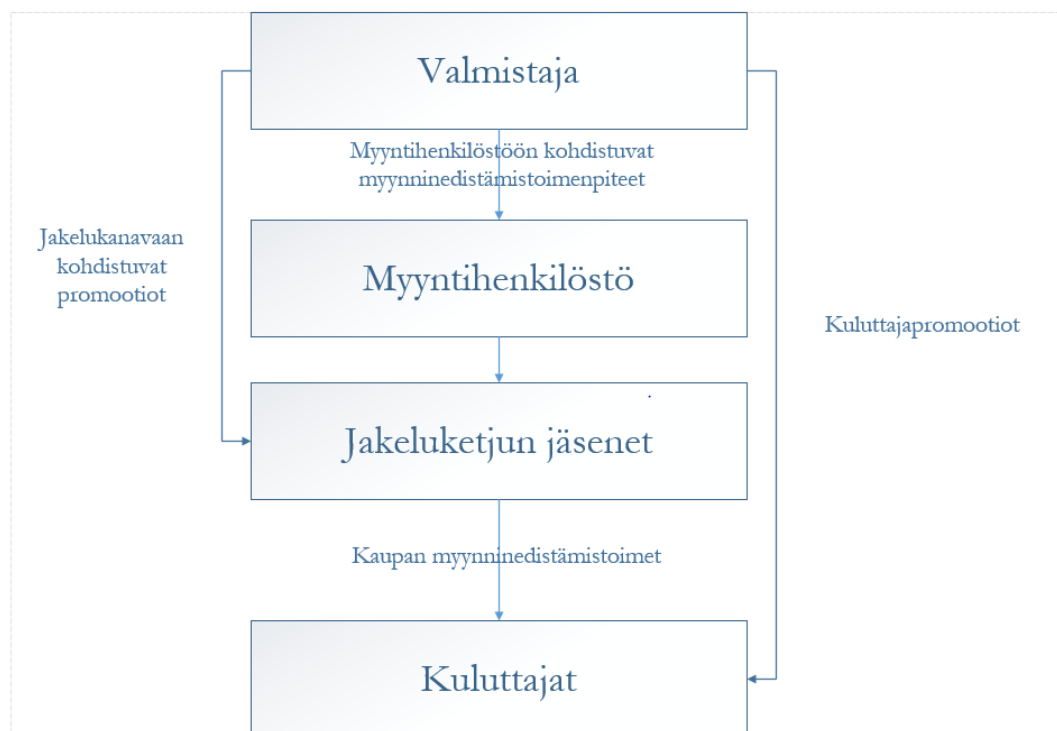 Valmistaja
Myyntihenkilöstöön kohdistuvat
myynninedistämistoimenpiteet
Jakelukanavaan
kohdistuvat
promootiot
Myyntihenkilöstö
Kuluttajapromootiot
Jakeluketjun jäsenet
Kaupan myynninedistämistoimet
Kuluttajat